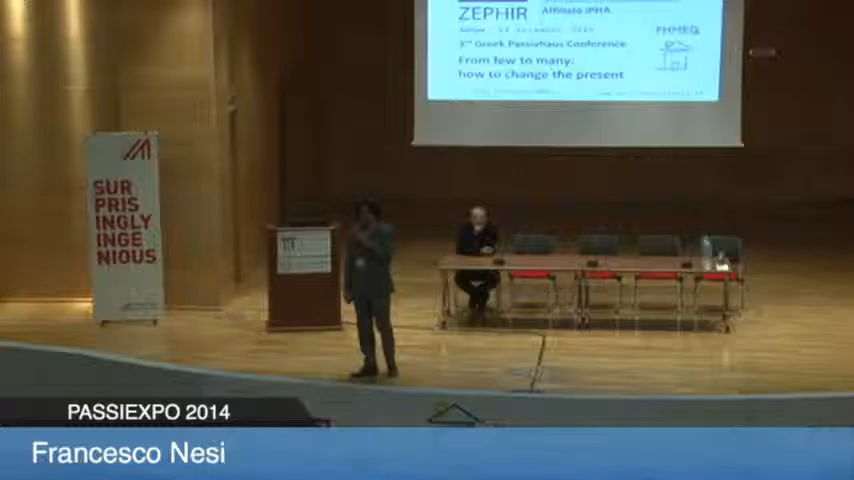 ZEPHIR
Affiliato iPHA
3rd Greek Passivhaus Conference
From few to many:
how to change the present
SUR
PRIS
INGLY
INGE
NIOUS
PASSIEXPO 2014
Francesco Nesi